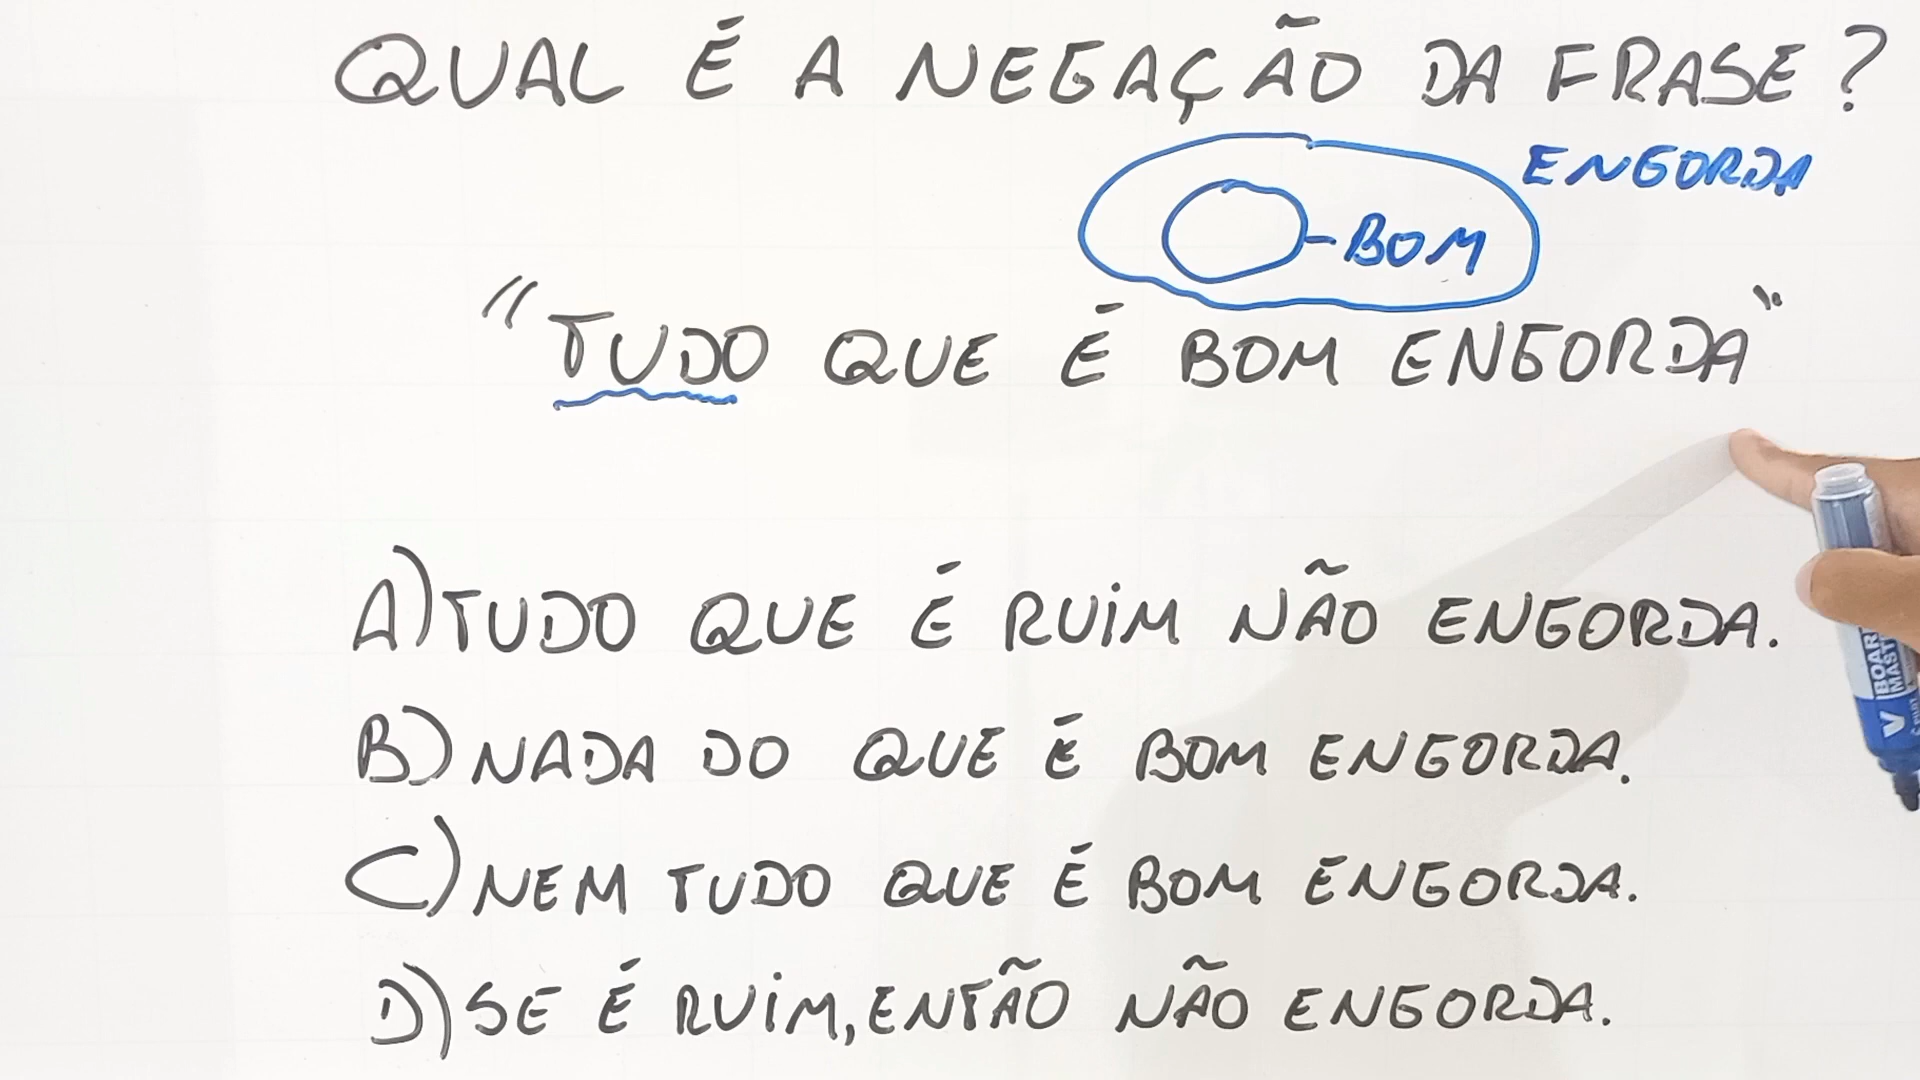 QUAL É A NEGAÇÃO DA FRASE?
ENGORDA
BOM
"TUDO QUE É BOM ENGORDA"
A) TUDO QUE É RUIM NÃO ENGORDA.
B) NADA DO QUE É BOM ENGORDA.
C) NEM TUDO QUE É BOM ENGORDA.
D) SE É RUIM, ENTÃO NÃO ENGORDA.
V BOARD